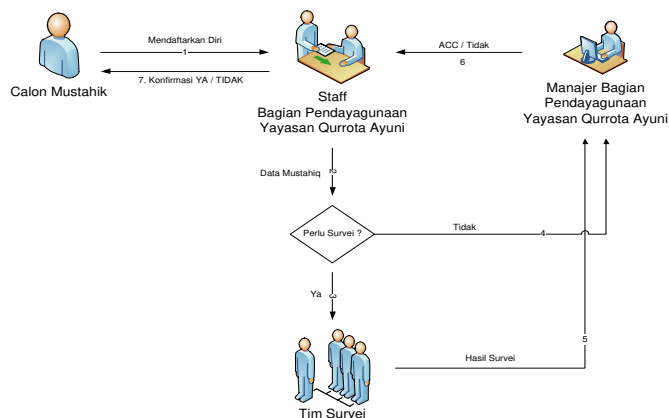 Mendaftarkan Diri
1
ACC / Tidak
6
7. Konfirmasi YA / TIDAK
Calon Mustahik
Staff
Bagian Pendayagunaan
Yayasan Qurrota Ayuni
Manajer Bagian
Pendayagunaan
Yayasan Qurrota Ayuni
Data Mustahiq
2
Perlu Survei ?
Tidak
4
Ya
3
5
Hasil Survei
Tim Survei